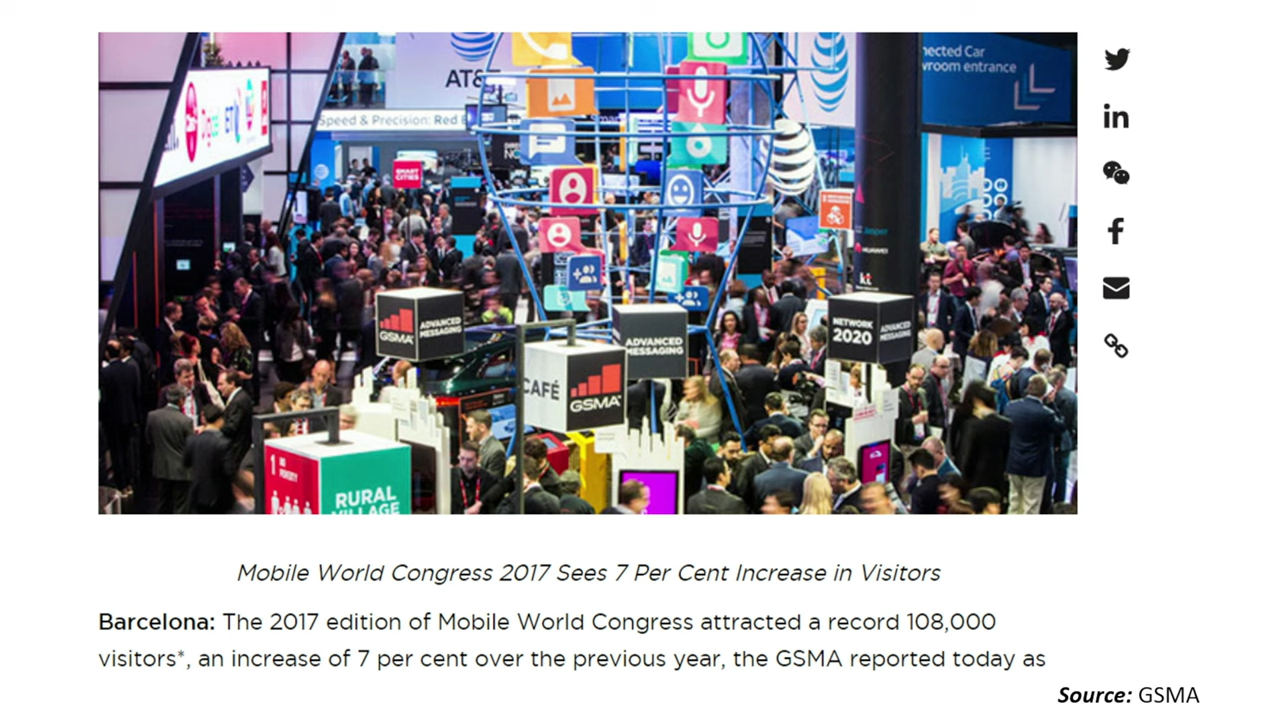 AT&T
nected Car
wroom entrance
Speed & Precision: Red
SMART
CITIES
GSMA
ADVANCED
MESSAGING
ADVANCED
MESSAGING
NETWORK
2020
ADVANCED
MESSAGING
CAFÉ
GSMA
1 NO
POVERTY
RURAL
VILLAGE
Mobile World Congress 2017 Sees 7 Per Cent Increase in Visitors
Barcelona: The 2017 edition of Mobile World Congress attracted a record 108,000
visitors*, an increase of 7 per cent over the previous year, the GSMA reported today as
Source: GSMA